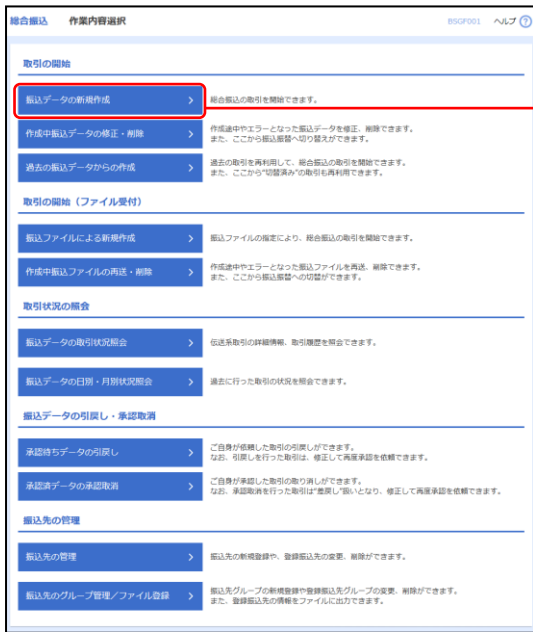 総合振込 作業内容選択 BSGF001 ヘルプ ?
取引の開始
振込データの新規作成 > 総合振込の取引を開始できます。
作成中振込データの修正・削除 > 作成途中やエラーとなった振込データを修正、削除できます。
また、ここから振込振替へ切り替えができます。
過去の振込データからの作成 > 過去の取引を再利用して、総合振込の取引を開始できます。
また、ここから"切替済み"の取引も再利用できます。
取引の開始（ファイル受付）
振込ファイルによる新規作成 > 振込ファイルの指定により、総合振込の取引を開始できます。
作成中振込ファイルの再送・削除 > 作成途中やエラーとなった振込ファイルを再送、削除できます。
また、ここから振込振替への切替ができます。
取引状況の照会
振込データの取引状況照会 > 伝送系取引の詳細情報、取引履歴を照会できます。
振込データの日別・月別状況照会 > 過去に行った取引の状況を照会できます。
振込データの引戻し・承認取消
承認待ちデータの引戻し > ご自身が依頼した取引の引戻しができます。
なお、引戻しを行った取引は、修正して再度承認を依頼できます。
承認済データの承認取消 > ご自身が承認した取引の取り消しができます。
なお、承認取消を行った取引は"差戻し"扱いとなり、修正して再度承認を依頼できます。
振込先の管理
振込先の管理 > 振込先の新規登録や、登録振込先の変更、削除ができます。
振込先のグループ管理／ファイル登録 > 振込先グループの新規登録や登録振込先グループの変更、削除ができます。
また、登録振込先の情報をファイルに出力できます。